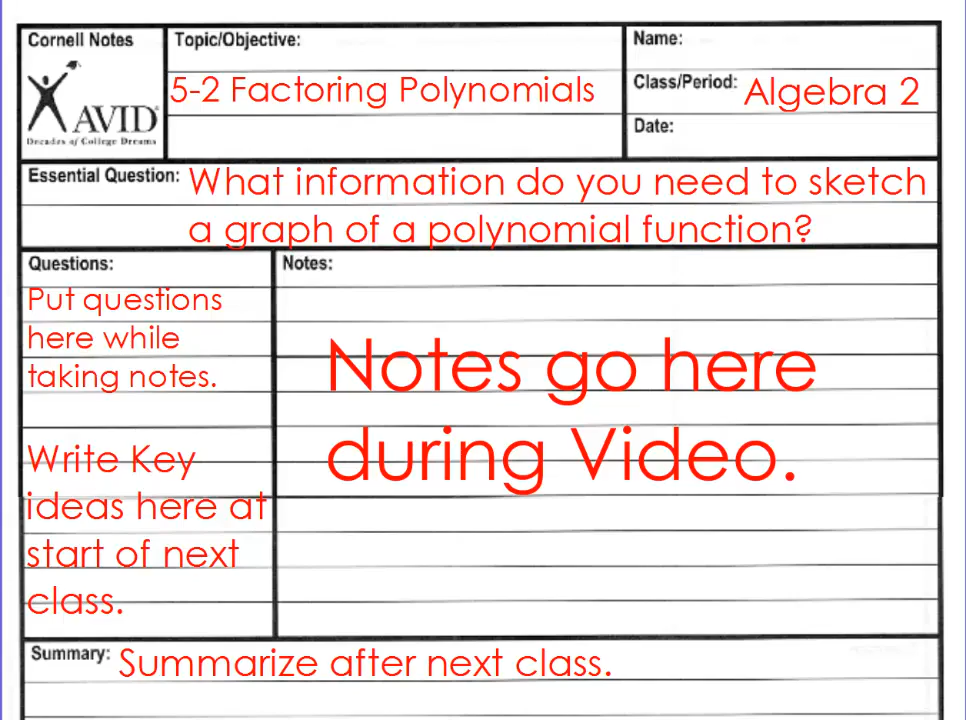 Cornell Notes
AVID
Decades of College Dreams
Topic/Objective:
5-2 Factoring Polynomials
Name:
Class/Period: Algebra 2
Date:
Essential Question: What information do you need to sketch
a graph of a polynomial function?
Questions:
Put questions
here while
taking notes.
Write Key
ideas here at
start of next
class.
Notes:
Notes go here
during Video.
Summary: Summarize after next class.